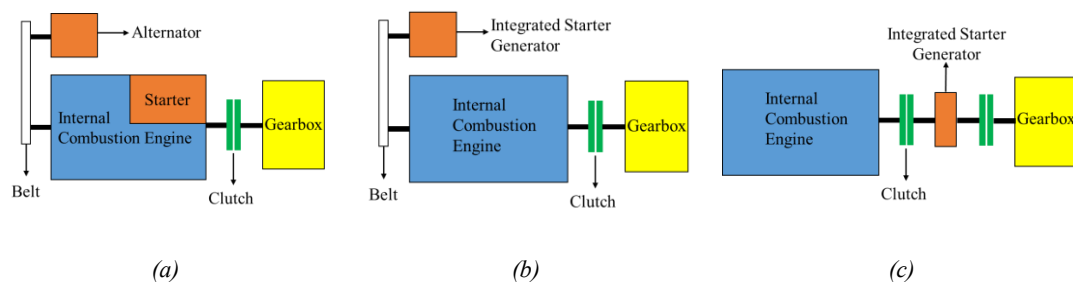 Alternator
Starter
Internal
Combustion Engine
Gearbox
Belt
Clutch
(a)
Integrated Starter
Generator
Internal
Combustion
Engine
Gearbox
Belt
Clutch
(b)
Integrated Starter
Generator
Internal
Combustion
Engine
Gearbox
Clutch
(c)